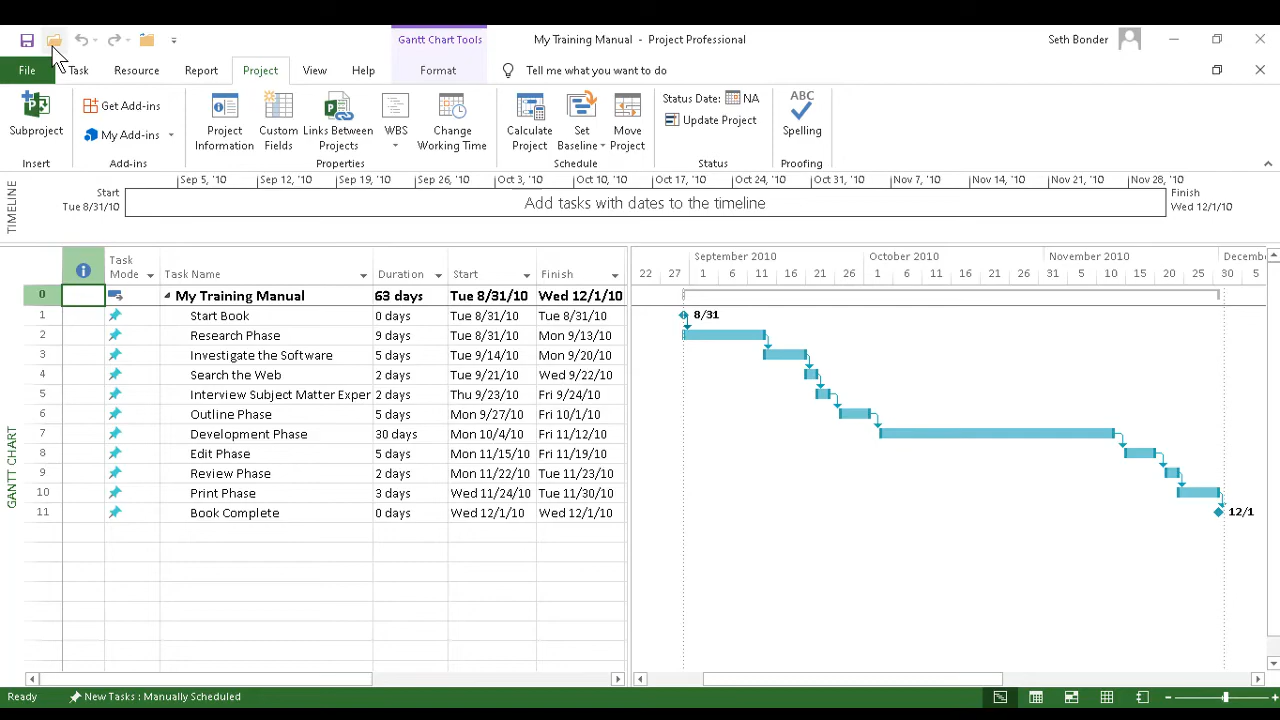 Gantt Chart Tools
My Training Manual - Project Professional
Seth Bonder
File Task Resource Report Project View Help Format Tell me what you want to do
Subproject
Insert
Get Add-ins
My Add-ins
Add-ins
Project Information
Custom Fields
Links Between Projects
WBS
Change Working Time
Properties
Calculate Project
Set Baseline
Move Project
Schedule
Status Date: NA
Update Project
Status
ABC
Spelling
Proofing
TIMELINE
Sep 5, '10 Sep 12, '10 Sep 19, '10 Sep 26, '10 Oct 3, '10 Oct 10, '10 Oct 17, '10 Oct 24, '10 Oct 31, '10 Nov 7, '10 Nov 14, '10 Nov 21, '10 Nov 28, '10
Start
Tue 8/31/10
Add tasks with dates to the timeline
Finish
Wed 12/1/10
GANTT CHART
Task Mode Task Name Duration Start Finish
September 2010 October 2010 November 2010 Decemb
22 27 1 6 11 16 21 26 1 6 11 16 21 26 31 5 10 15 20 25 30 5
0 My Training Manual 63 days Tue 8/31/10 Wed 12/1/10
1 Start Book 0 days Tue 8/31/10 Tue 8/31/10 8/31
2 Research Phase 9 days Tue 8/31/10 Mon 9/13/10
3 Investigate the Software 5 days Tue 9/14/10 Mon 9/20/10
4 Search the Web 2 days Tue 9/21/10 Wed 9/22/10
5 Interview Subject Matter Exper 2 days Thu 9/23/10 Fri 9/24/10
6 Outline Phase 5 days Mon 9/27/10 Fri 10/1/10
7 Development Phase 30 days Mon 10/4/10 Fri 11/12/10
8 Edit Phase 5 days Mon 11/15/10 Fri 11/19/10
9 Review Phase 2 days Mon 11/22/10 Tue 11/23/10
10 Print Phase 3 days Wed 11/24/10 Tue 11/30/10
11 Book Complete 0 days Wed 12/1/10 Wed 12/1/10 12/1
Ready New Tasks : Manually Scheduled